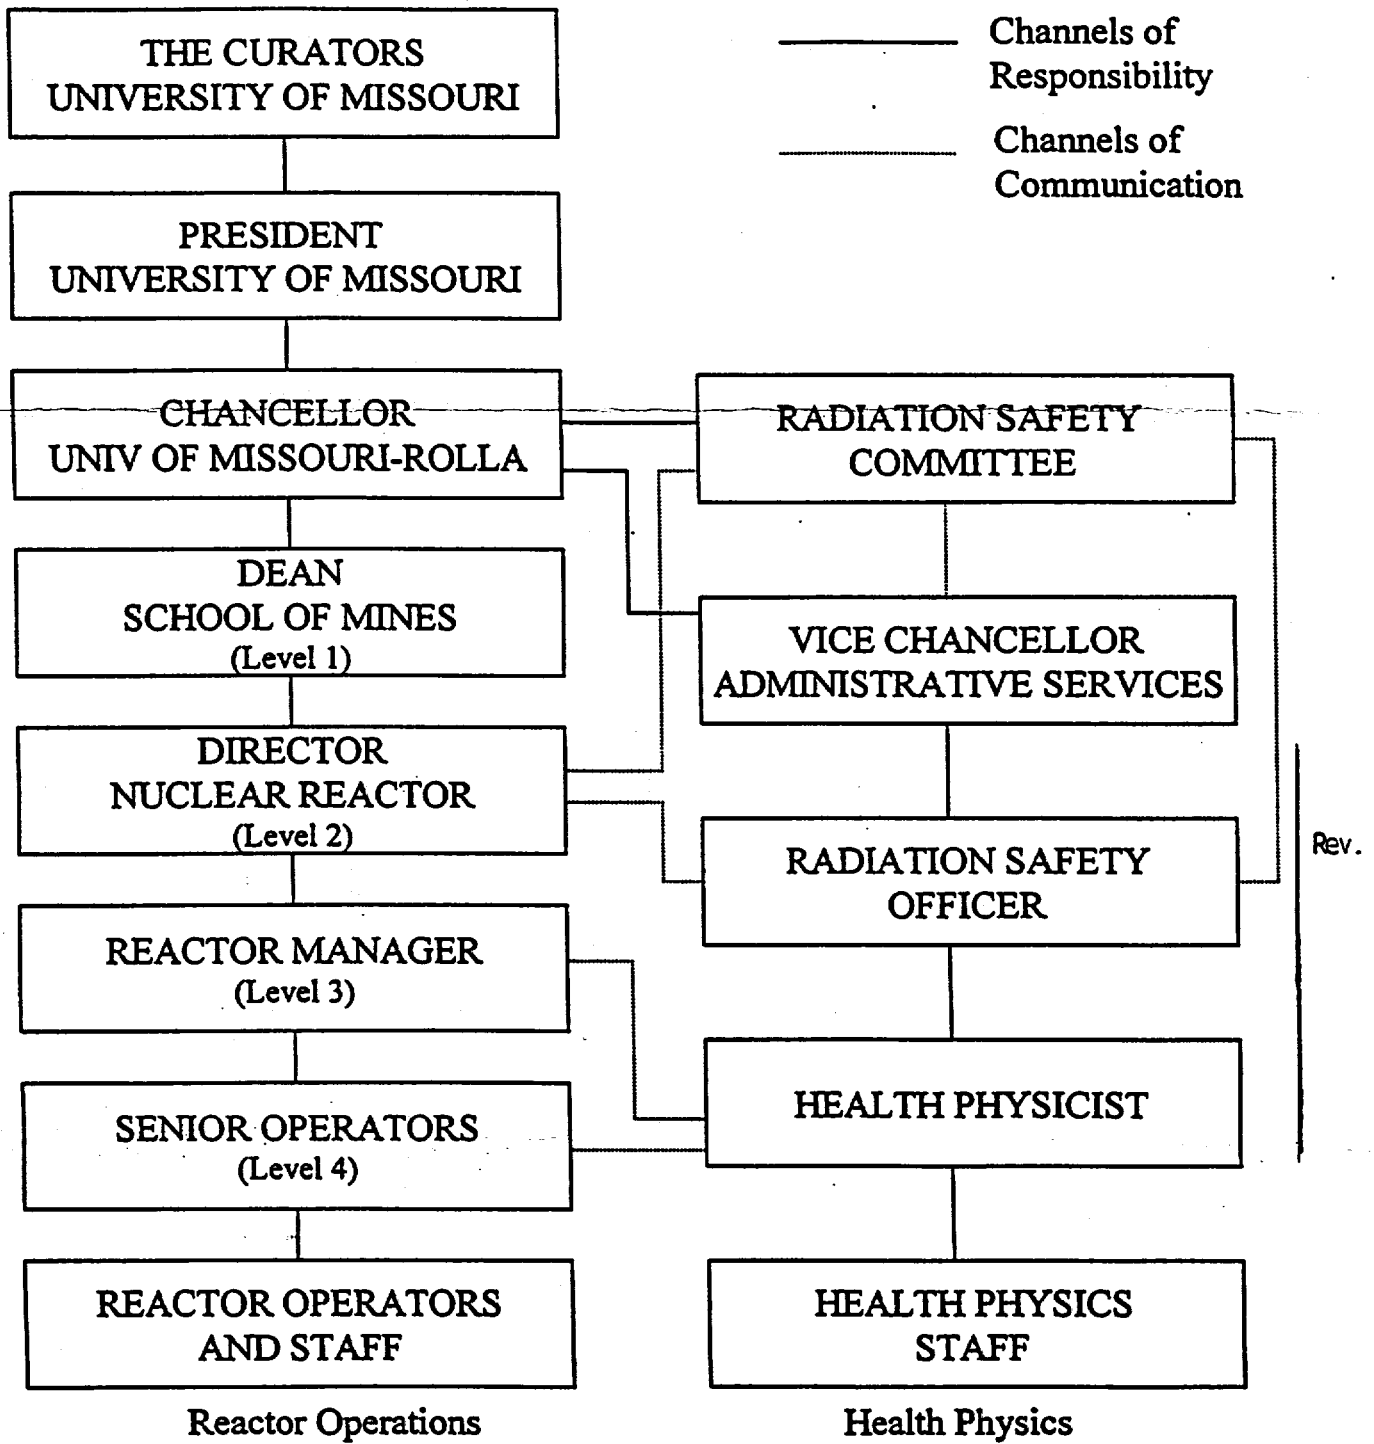 THE CURATORS
UNIVERSITY OF MISSOURI
Channels of
Responsibility
Channels of
Communication
PRESIDENT
UNIVERSITY OF MISSOURI
CHANCELLOR
UNIV OF MISSOURI-ROLLA
RADIATION SAFETY
COMMITTEE
DEAN
SCHOOL OF MINES
(Level 1)
VICE CHANCELLOR
ADMINISTRATIVE SERVICES
DIRECTOR
NUCLEAR REACTOR
(Level 2)
RADIATION SAFETY
OFFICER
Rev.
REACTOR MANAGER
(Level 3)
HEALTH PHYSICIST
SENIOR OPERATORS
(Level 4)
REACTOR OPERATORS
AND STAFF
HEALTH PHYSICS
STAFF
Reactor Operations
Health Physics